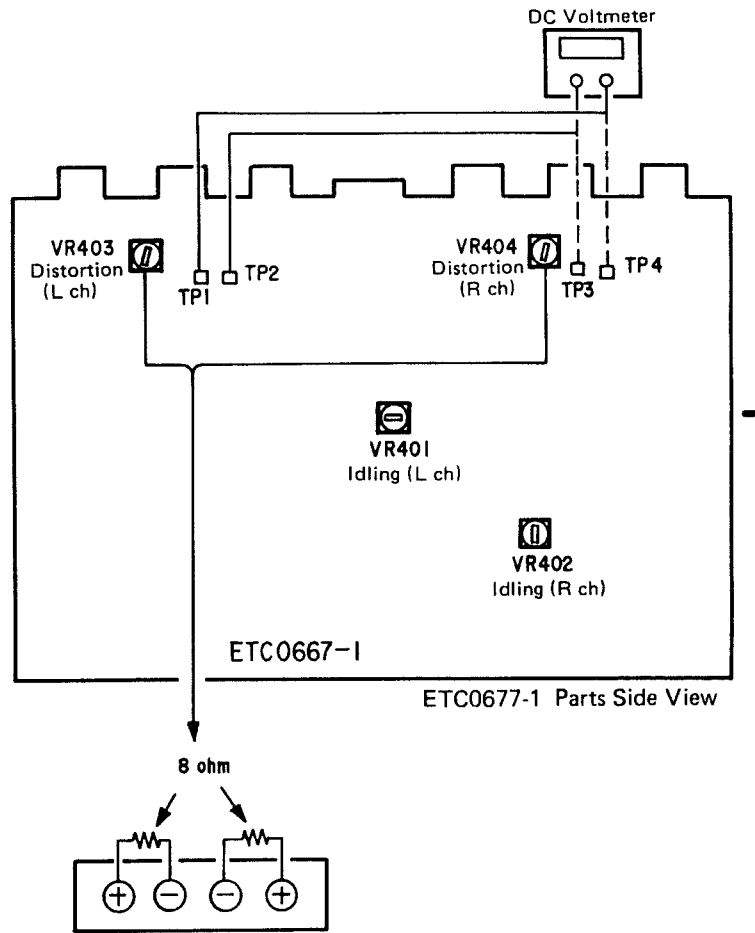 DC Voltmeter
VR403
Distortion
(L ch)
TP1
TP2
VR404
Distortion
(R ch)
TP3
TP4
VR401
Idling (L ch)
VR402
Idling (R ch)
ETC0667-1
ETC0677-1 Parts Side View
8 ohm
+ − − +